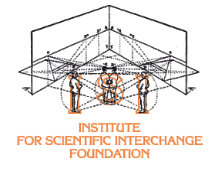 INSTITUTE
FOR SCIENTIFIC INTERCHANGE
FOUNDATION